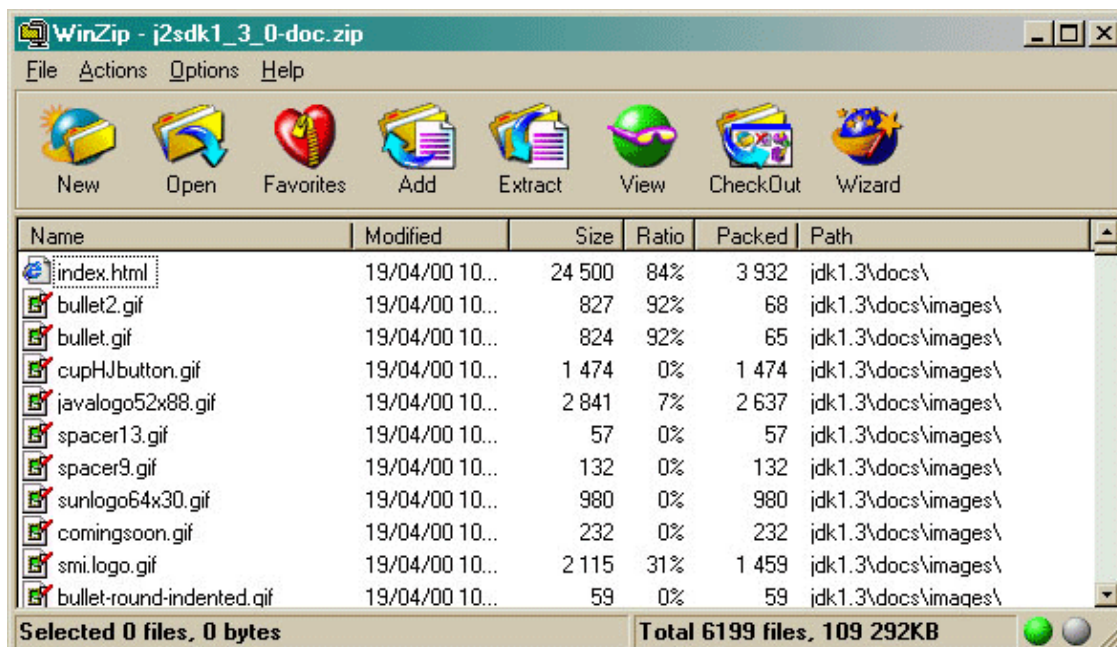 WinZip - j2sdk1_3_0-doc.zip
File Actions Options Help
New Open Favorites Add Extract View CheckOut Wizard
Name Modified Size Ratio Packed Path
index.html 19/04/00 10... 24 500 84% 3 932 jdk1.3\docs\
bullet2.gif 19/04/00 10... 827 92% 68 jdk1.3\docs\images\
bullet.gif 19/04/00 10... 824 92% 65 jdk1.3\docs\images\
cupHJbutton.gif 19/04/00 10... 1 474 0% 1 474 jdk1.3\docs\images\
javalogo52x88.gif 19/04/00 10... 2 841 7% 2 637 jdk1.3\docs\images\
spacer13.gif 19/04/00 10... 57 0% 57 jdk1.3\docs\images\
spacer9.gif 19/04/00 10... 132 0% 132 jdk1.3\docs\images\
sunlogo64x30.gif 19/04/00 10... 980 0% 980 jdk1.3\docs\images\
comingsoon.gif 19/04/00 10... 232 0% 232 jdk1.3\docs\images\
smi.logo.gif 19/04/00 10... 2 115 31% 1 459 jdk1.3\docs\images\
bullet-round-indented.gif 19/04/00 10... 59 0% 59 jdk1.3\docs\images\
Selected 0 files, 0 bytes Total 6199 files, 109 292KB